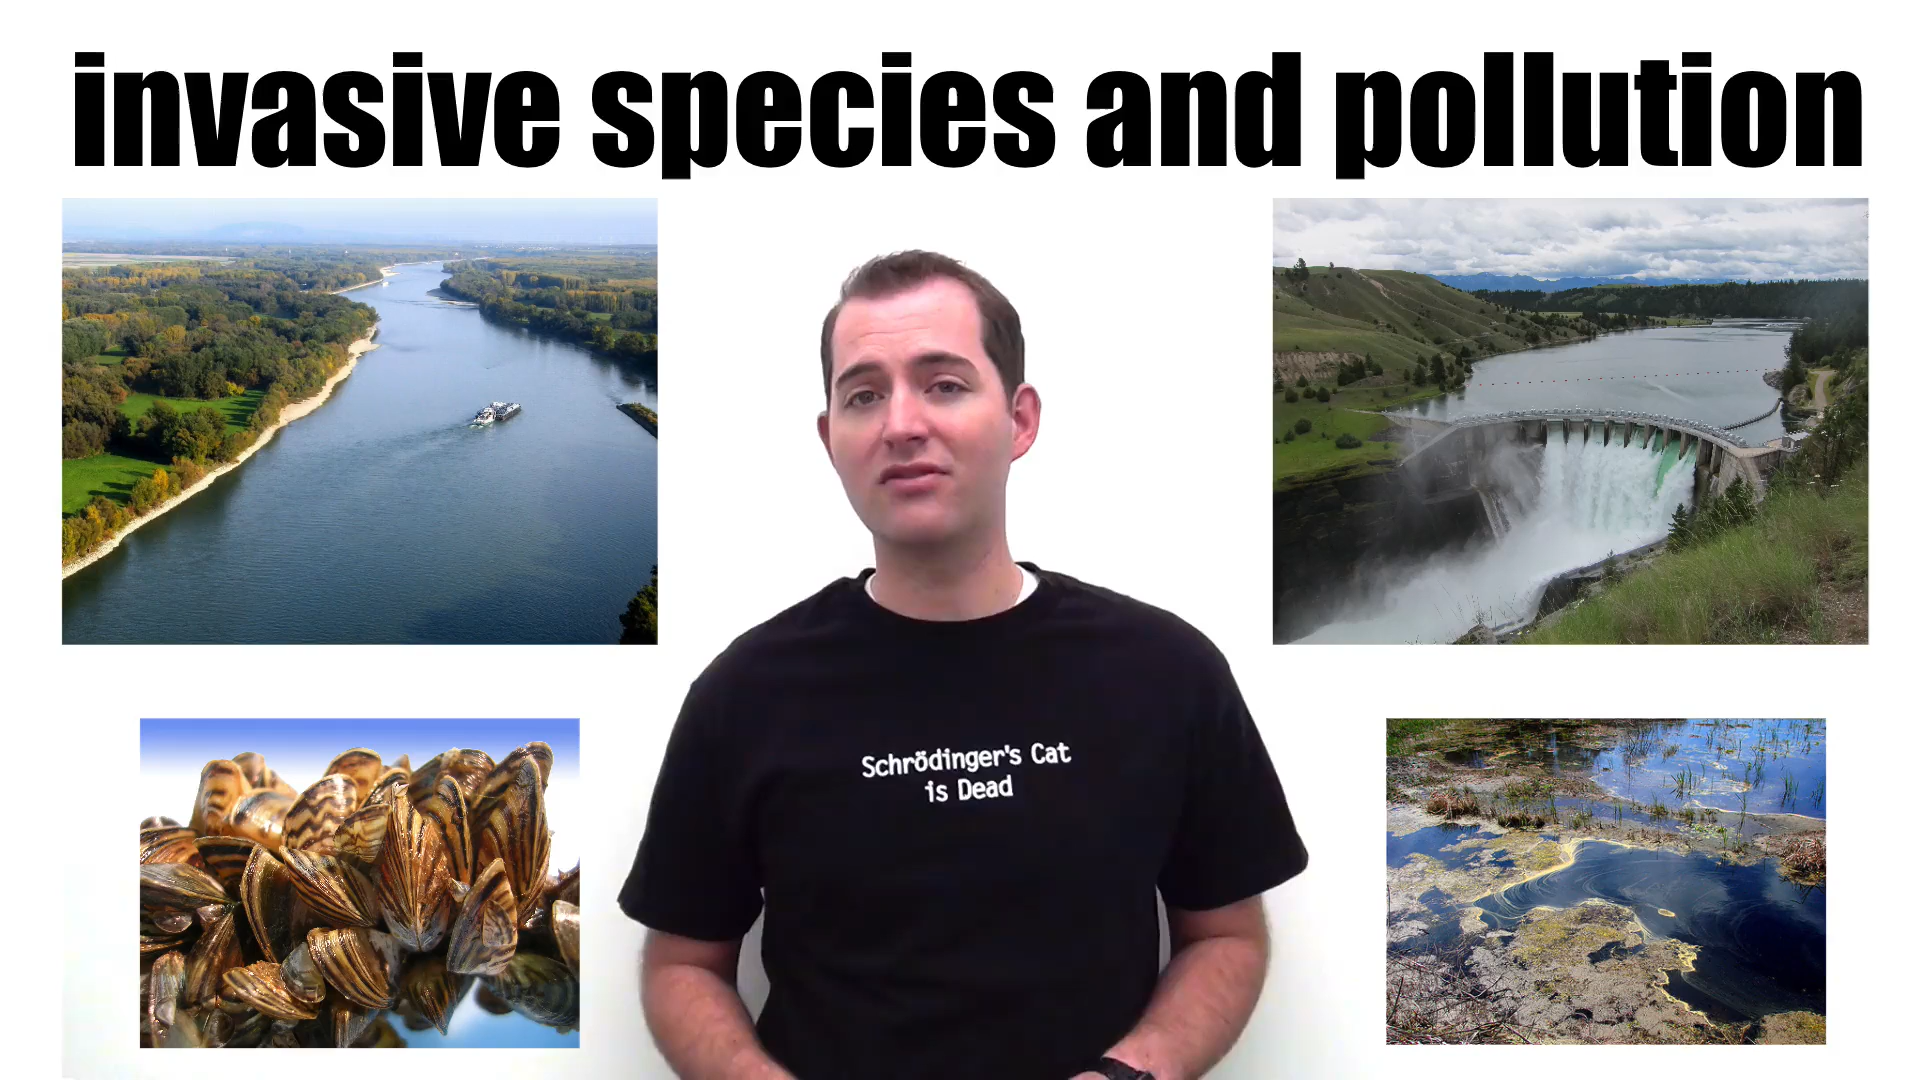 invasive species and pollution
Schrödinger's Cat
is Dead